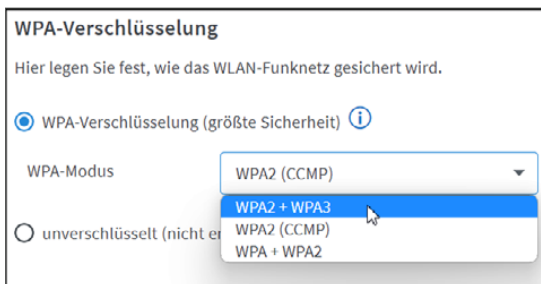 WPA-Verschlüsselung
Hier legen Sie fest, wie das WLAN-Funknetz gesichert wird.
WPA-Verschlüsselung (größte Sicherheit)
WPA-Modus WPA2 (CCMP)
WPA2 + WPA3
unverschlüsselt (nicht WPA2 (CCMP)
WPA + WPA2